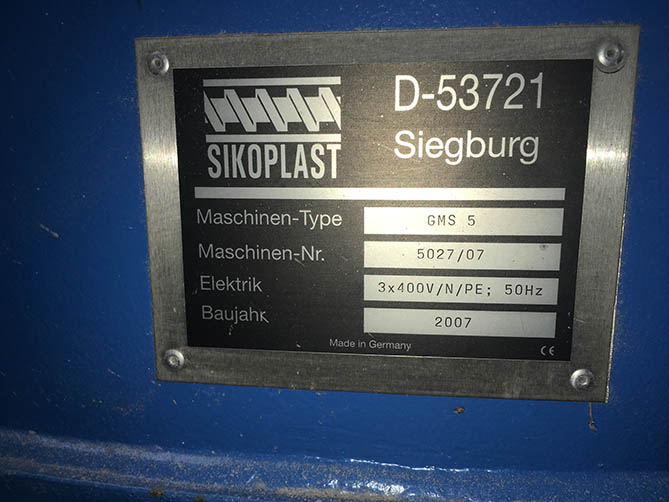 SIKOPLAST
D-53721
Siegburg
Maschinen-Type GMS 5
Maschinen-Nr. 5027/07
Elektrik 3x400V/N/PE; 50Hz
Baujahr 2007
Made in Germany
CE